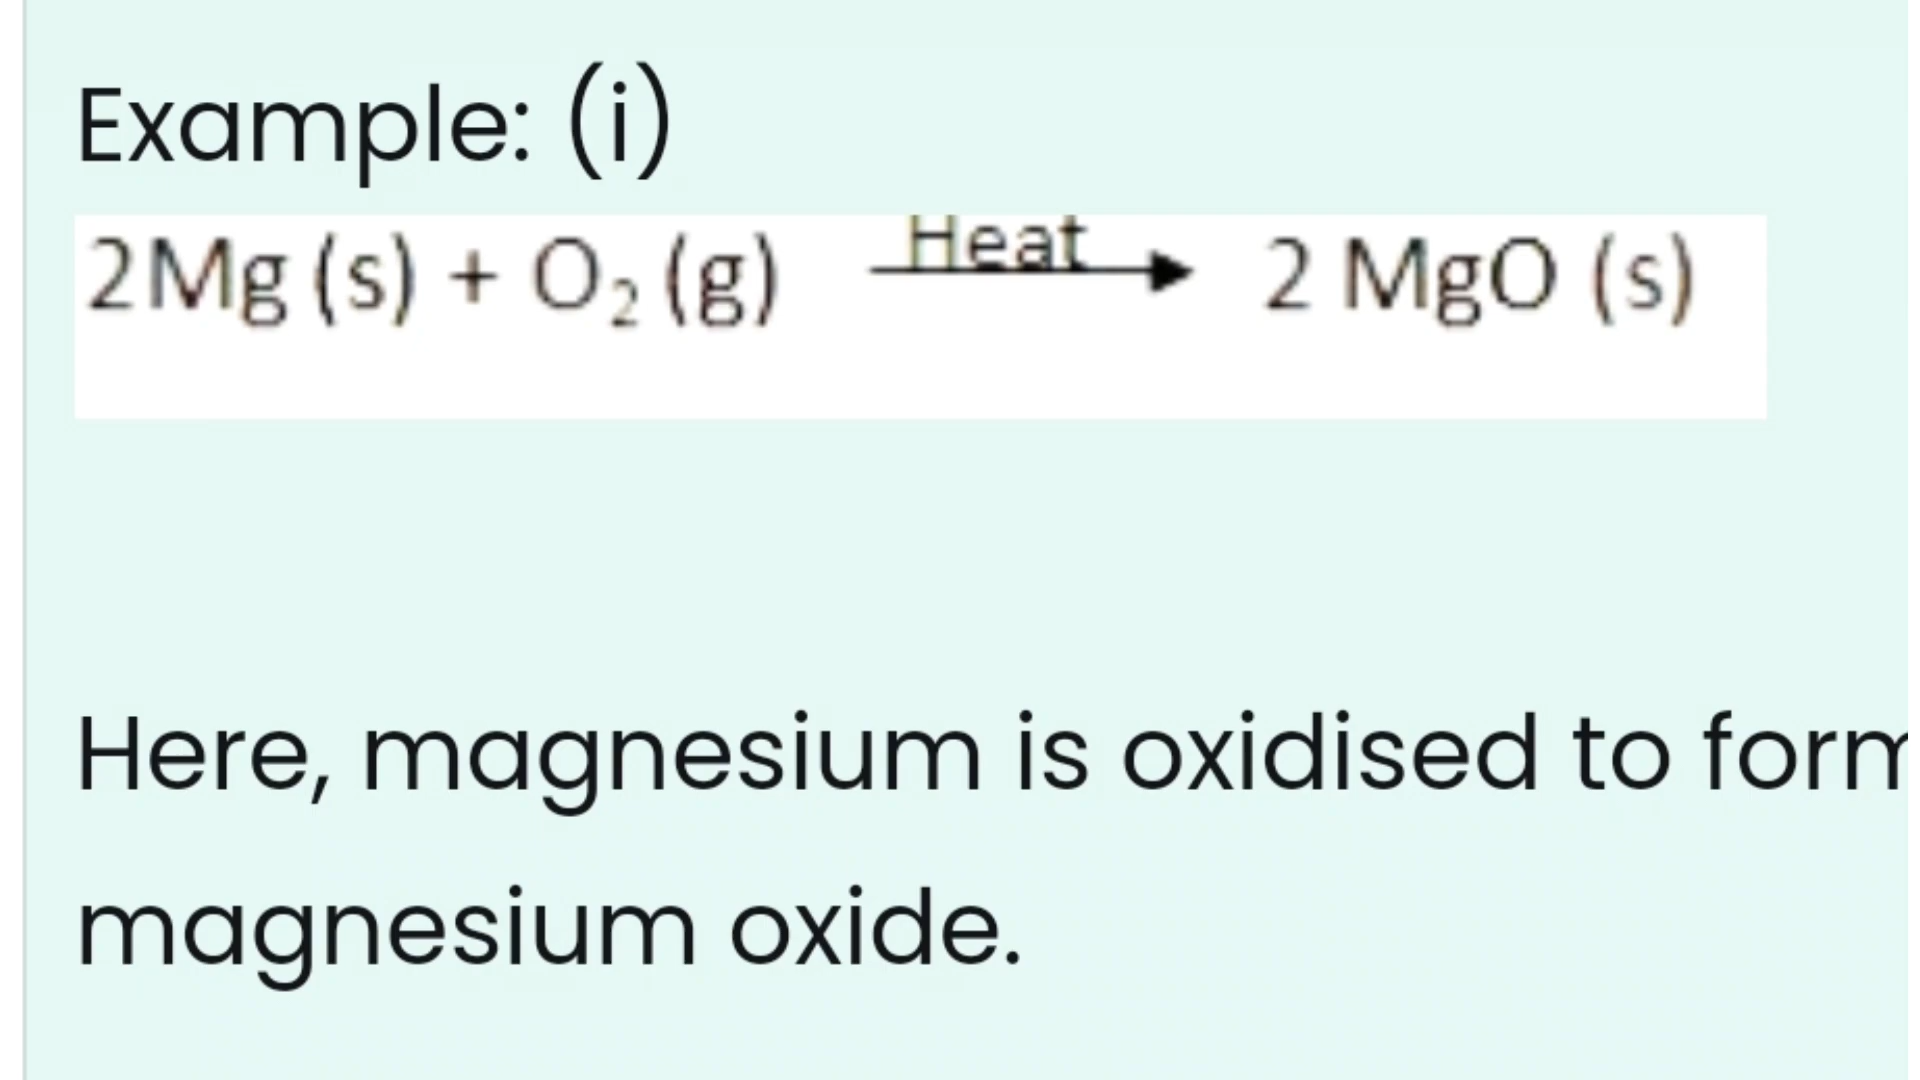 Example: (i)
2Mg (s) + O₂ (g) Heat 2 MgO (s)
Here, magnesium is oxidised to form
magnesium oxide.